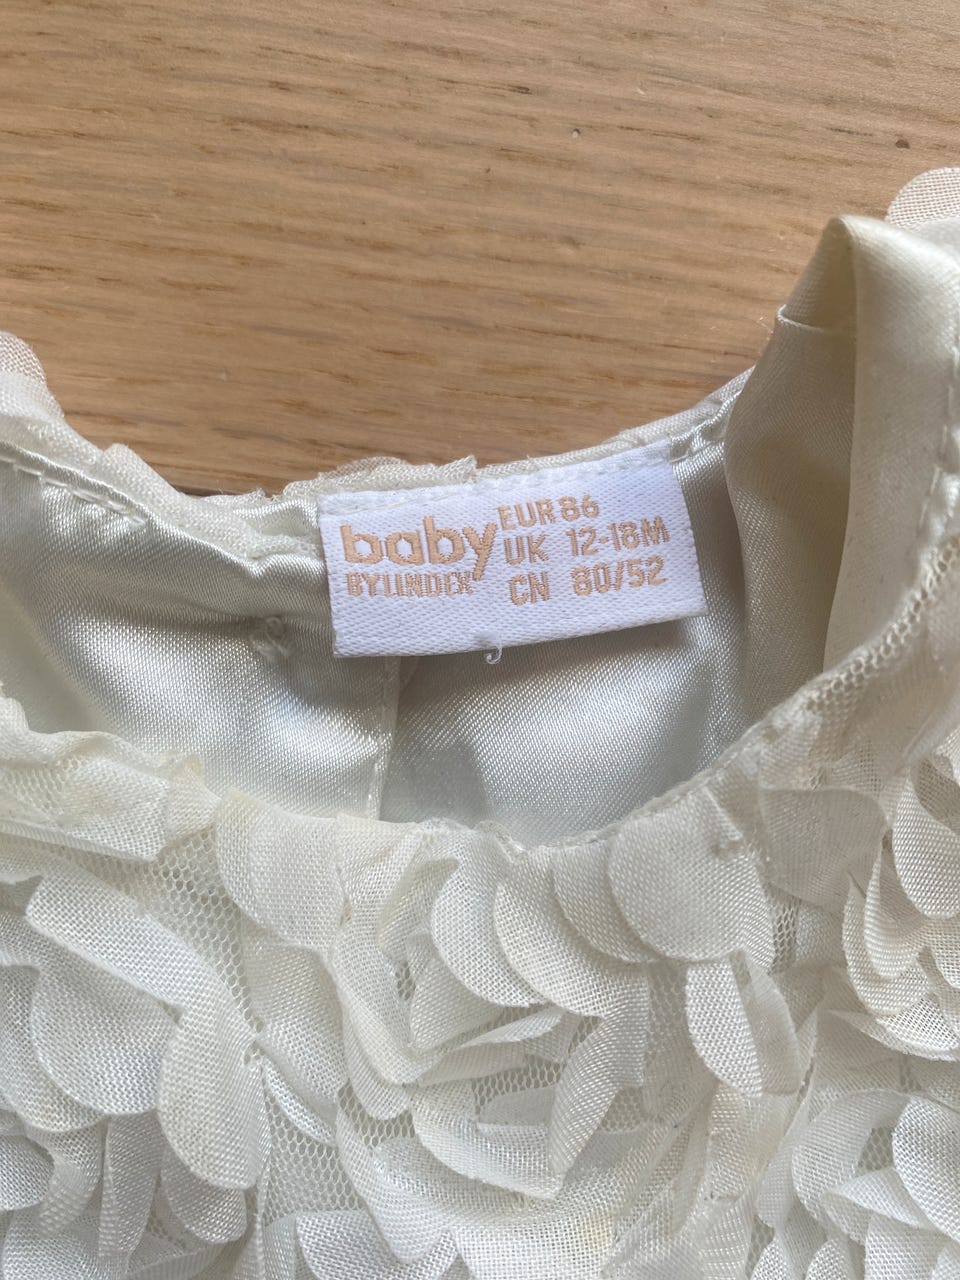 baby
BY LINDEX
EUR 86
UK 12-18M
CN 80/52